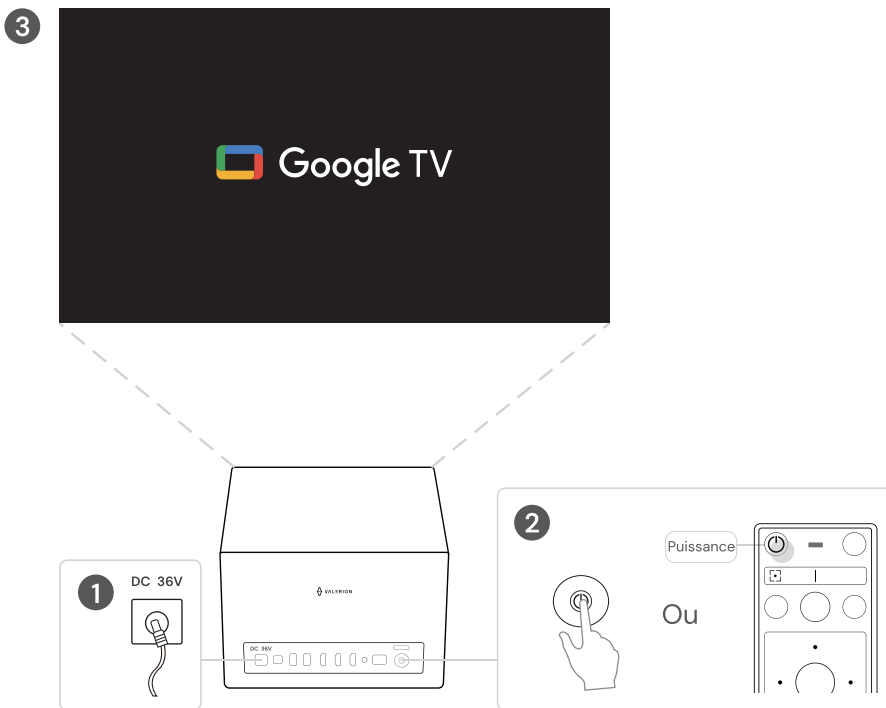 3
Google TV
VALERION
DC 36V
1
DC 36V
2
Puissance
Ou